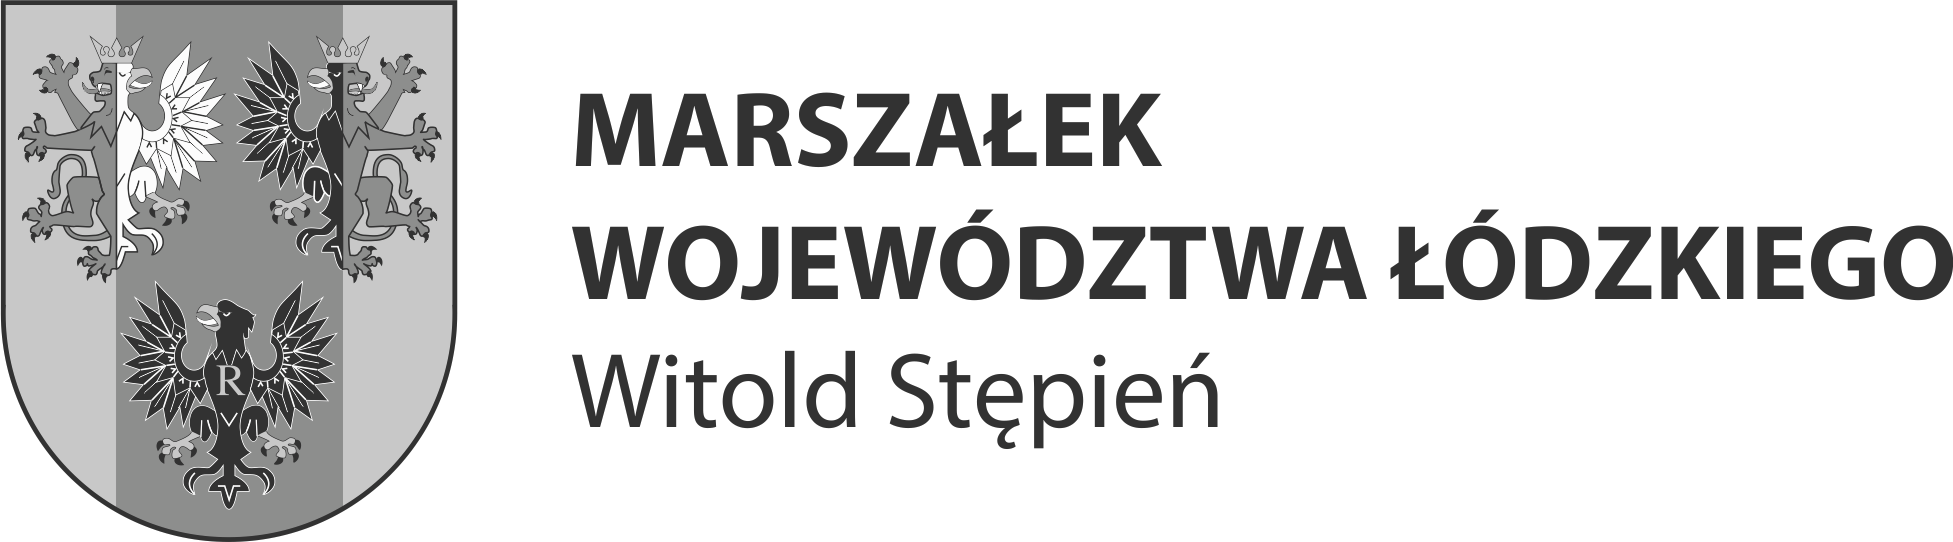 R
MARSZAŁEK
WOJEWÓDZTWA ŁÓDZKIEGO
Witold Stępień